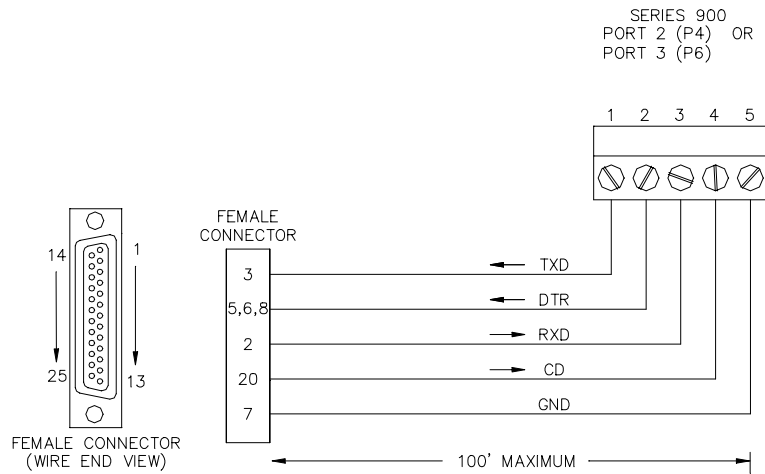 SERIES 900
PORT 2 (P4) OR
PORT 3 (P6)
1 2 3 4 5
FEMALE
CONNECTOR
14 1
25 13
3 TXD
5,6,8 DTR
2 RXD
20 CD
7 GND
FEMALE CONNECTOR
(WIRE END VIEW)
100' MAXIMUM